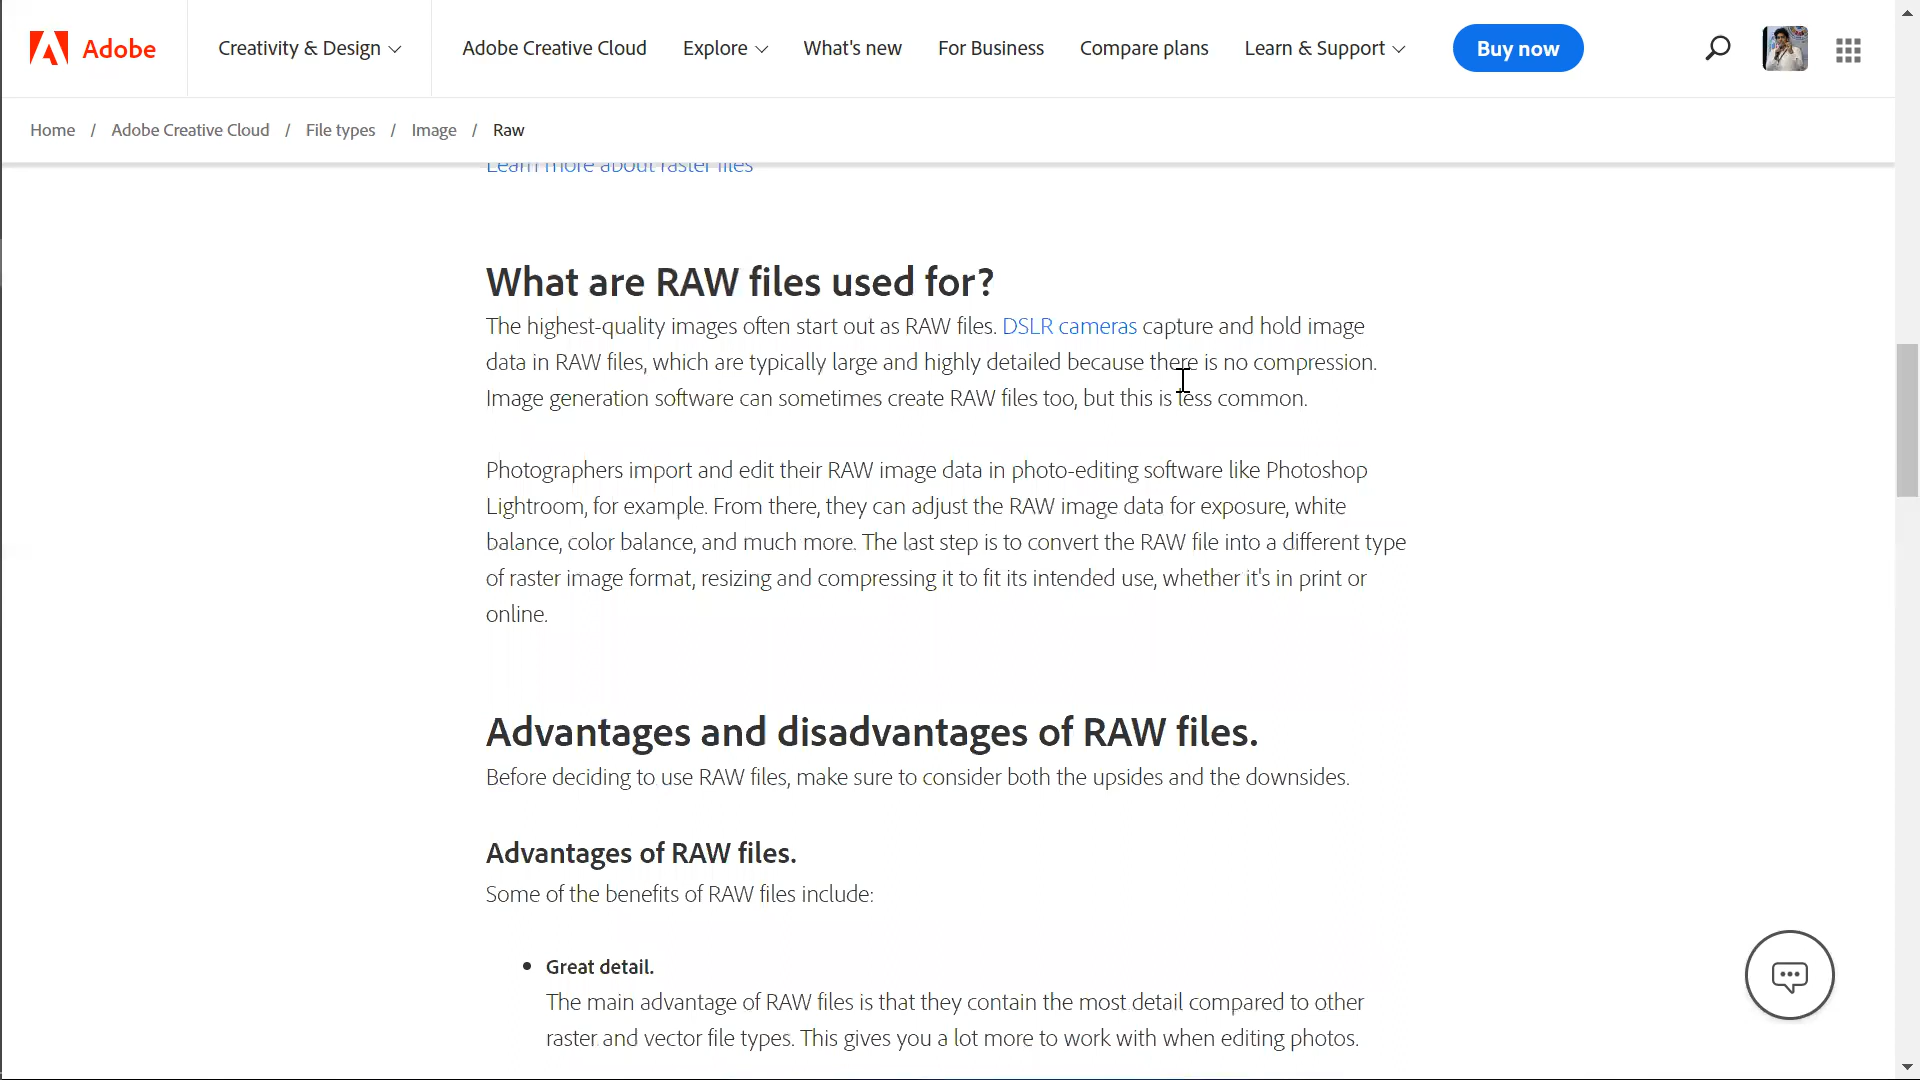 Adobe
Creativity & Design
Adobe Creative Cloud
Explore
What's new
For Business
Compare plans
Learn & Support
Buy now
Home / Adobe Creative Cloud / File types / Image / Raw
Learn more about raster files
What are RAW files used for?
The highest-quality images often start out as RAW files. DSLR cameras capture and hold image
data in RAW files, which are typically large and highly detailed because there is no compression.
Image generation software can sometimes create RAW files too, but this is less common.
Photographers import and edit their RAW image data in photo-editing software like Photoshop
Lightroom, for example. From there, they can adjust the RAW image data for exposure, white
balance, color balance, and much more. The last step is to convert the RAW file into a different type
of raster image format, resizing and compressing it to fit its intended use, whether it's in print or
online.
Advantages and disadvantages of RAW files.
Before deciding to use RAW files, make sure to consider both the upsides and the downsides.
Advantages of RAW files.
Some of the benefits of RAW files include:
• Great detail.
The main advantage of RAW files is that they contain the most detail compared to other
raster and vector file types. This gives you a lot more to work with when editing photos.